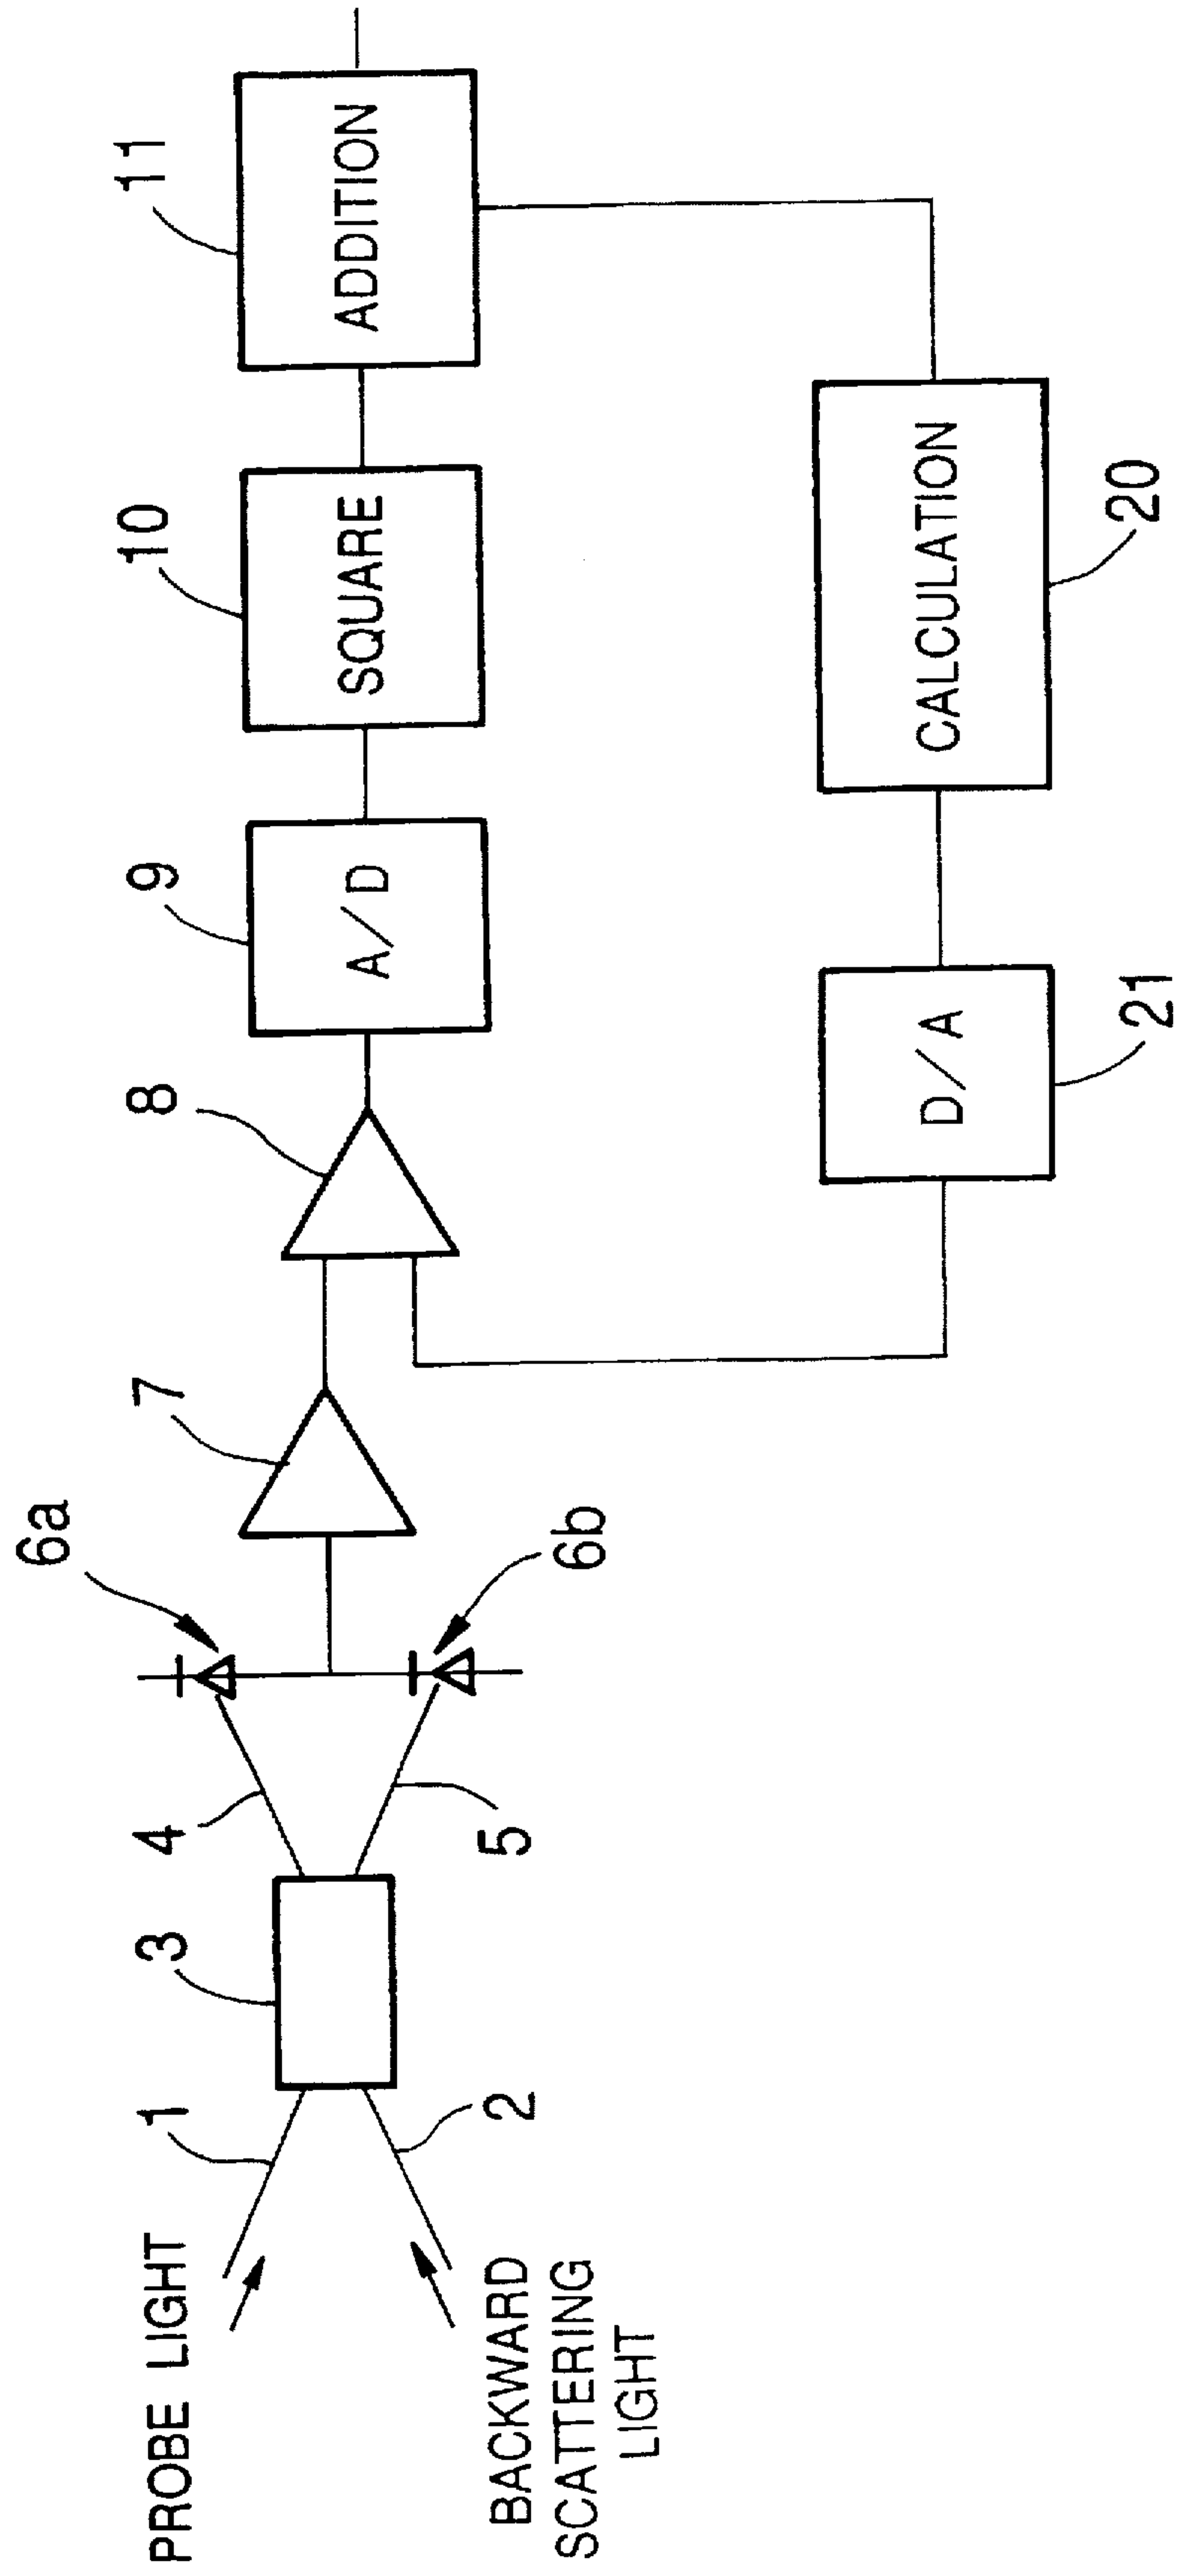 PROBE LIGHT
BACKWARD
SCATTERING
LIGHT
1
2
3
4
5
6a
6b
7
8
9
A/D
10
SQUARE
11
ADDITION
21
D/A
20
CALCULATION